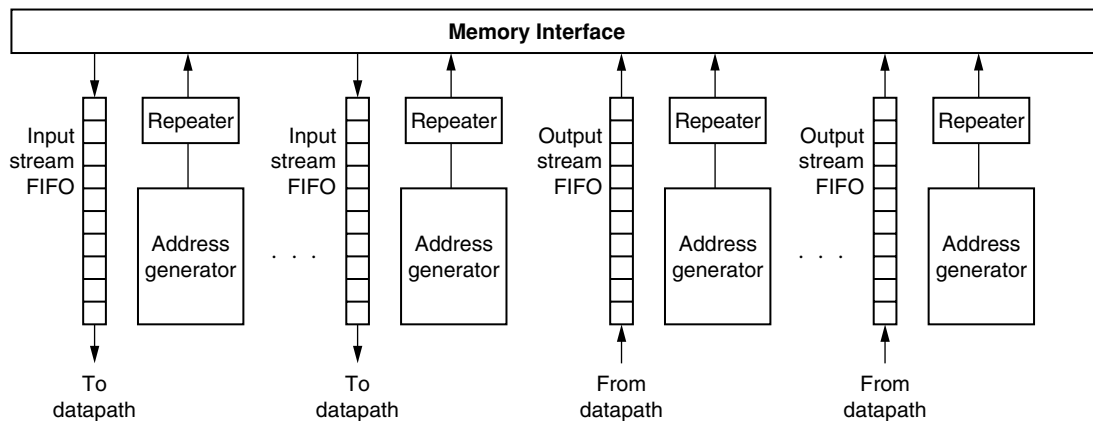 Memory Interface
Input
stream
FIFO
Repeater
Address
generator
To
datapath
. . .
Input
stream
FIFO
Repeater
Address
generator
To
datapath
Output
stream
FIFO
Repeater
Address
generator
From
datapath
. . .
Output
stream
FIFO
Repeater
Address
generator
From
datapath